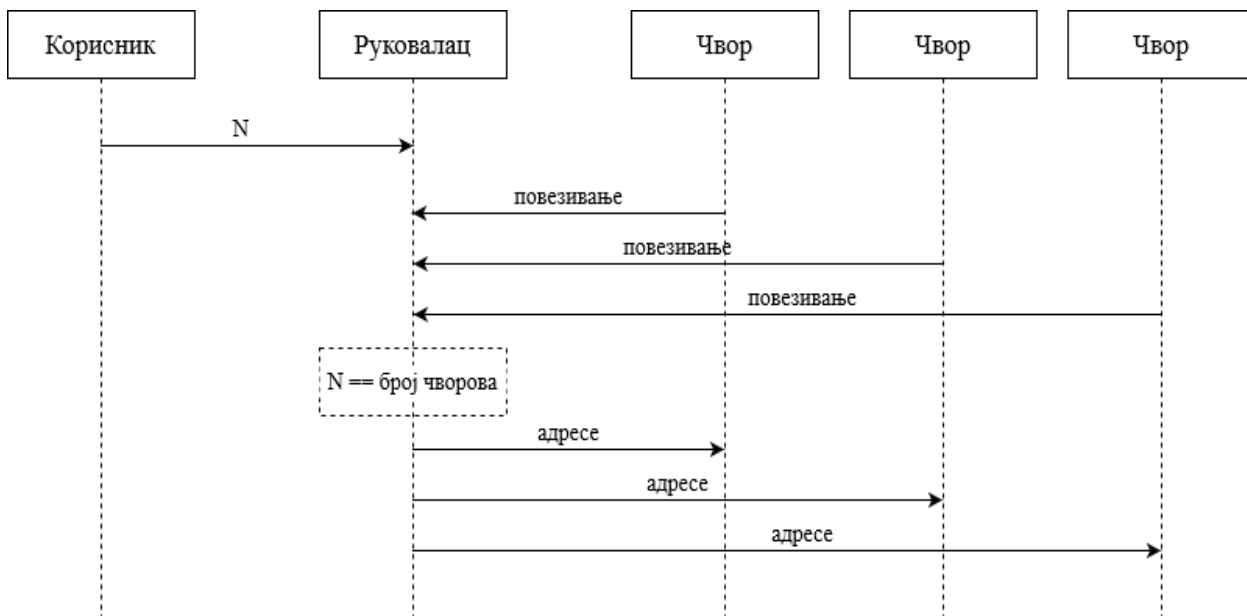 Корисник
Руковалац
Чвор
Чвор
Чвор
N
повезивање
повезивање
повезивање
N == број чворова
адресе
адресе
адресе